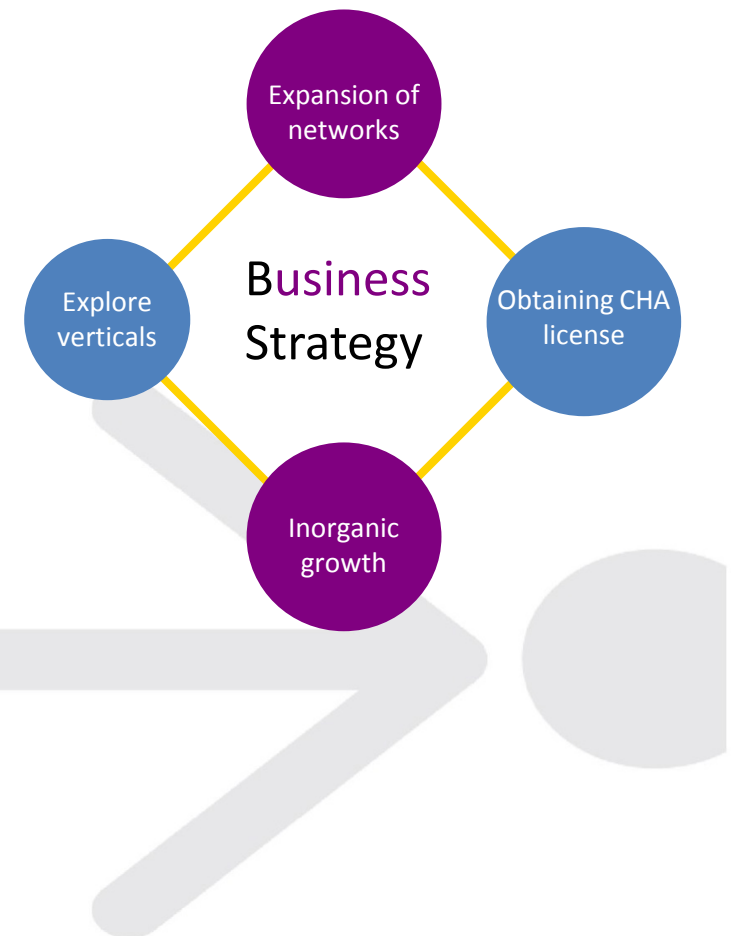 Expansion of
networks
Explore
verticals
Business
Strategy
Obtaining CHA
license
Inorganic
growth